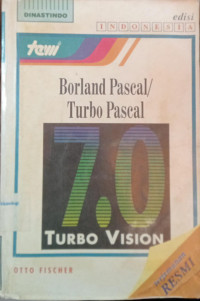 DINASTINDO
edisi
INDONESIA
tewi
Borland Pascal/
Turbo Pascal
7.0
TURBO VISION
OTTO FISCHER
RESMI